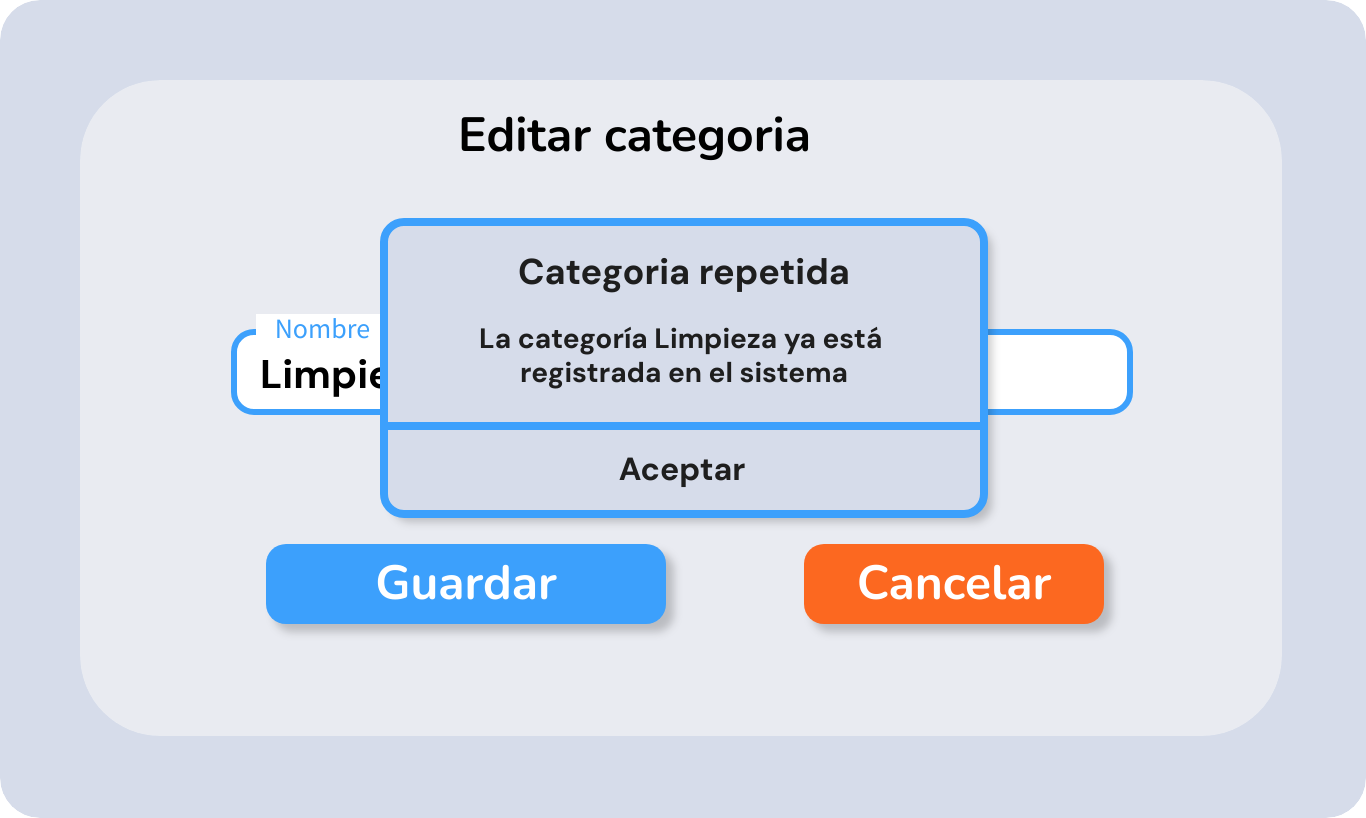 Editar categoria
Categoria repetida
La categoría Limpieza ya está
registrada en el sistema
Aceptar
Nombre
Limpie
Guardar
Cancelar